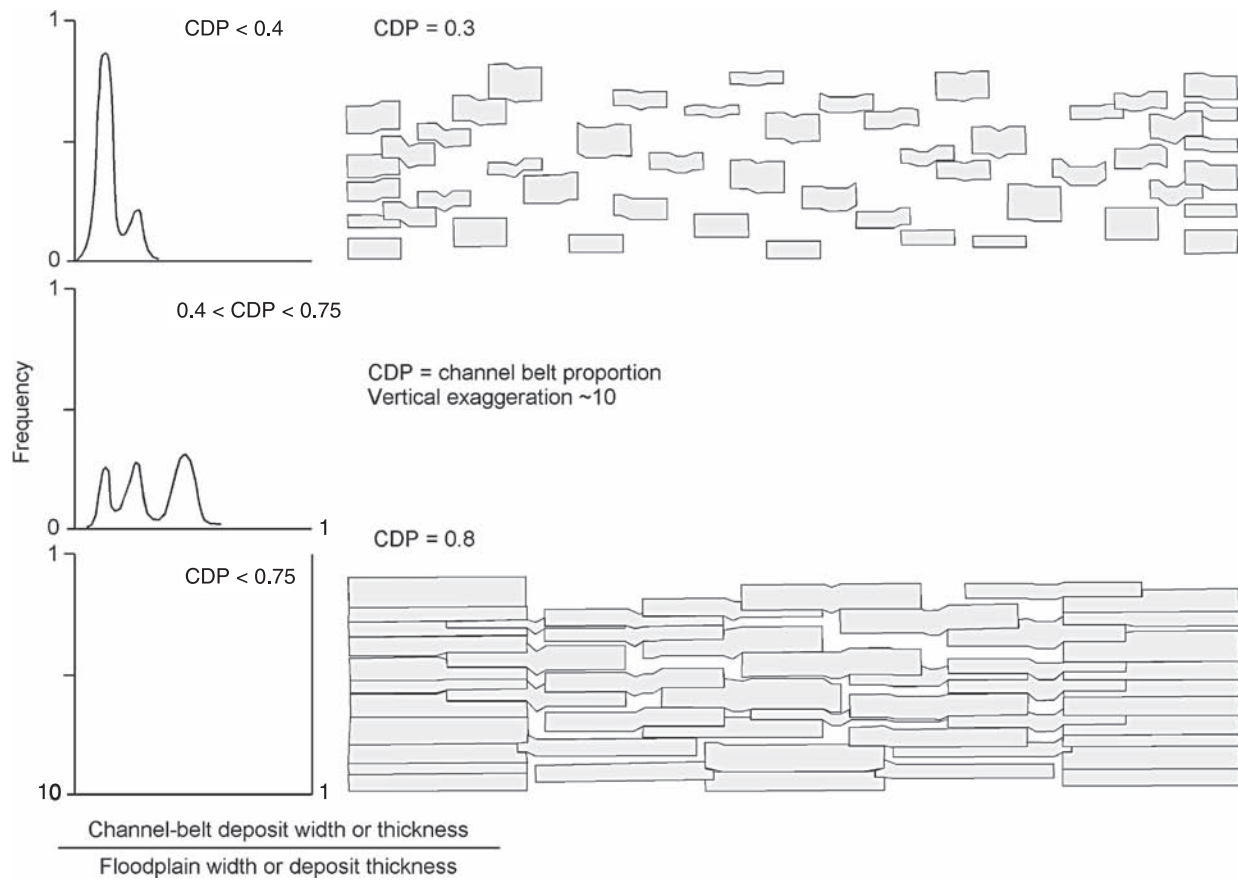 1
CDP < 0.4
CDP = 0.3
0
1
0.4 < CDP < 0.75
CDP = channel belt proportion
Vertical exaggeration ~10
Frequency
0
1
1
CDP < 0.75
CDP = 0.8
10
1
Channel-belt deposit width or thickness
Floodplain width or deposit thickness